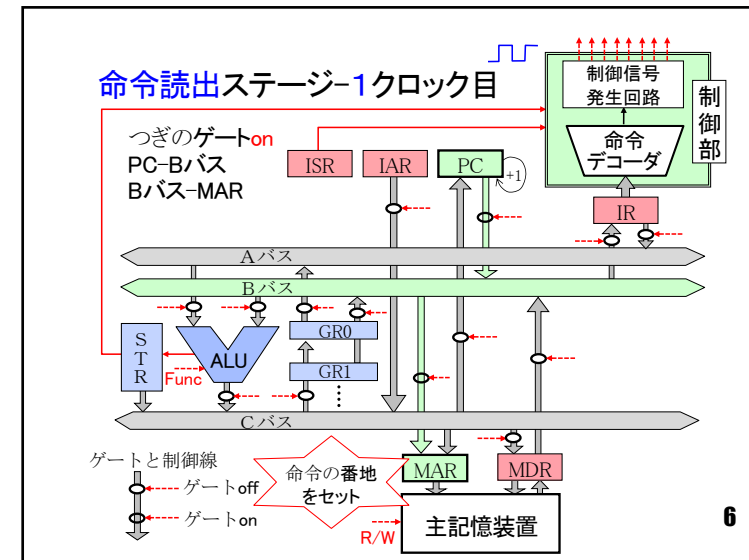 命令読出ステージ-1クロック目
つぎのゲートon
PC-Bバス
Bバス-MAR
制御信号
発生回路
命令
デコーダ
制御部
ISR
IAR
PC
+1
IR
Aバス
Bバス
STR
ALU
Func
GR0
GR1
Cバス
ゲートと制御線
ゲートoff
ゲートon
命令の番地
をセット
MAR
MDR
R/W
主記憶装置
6